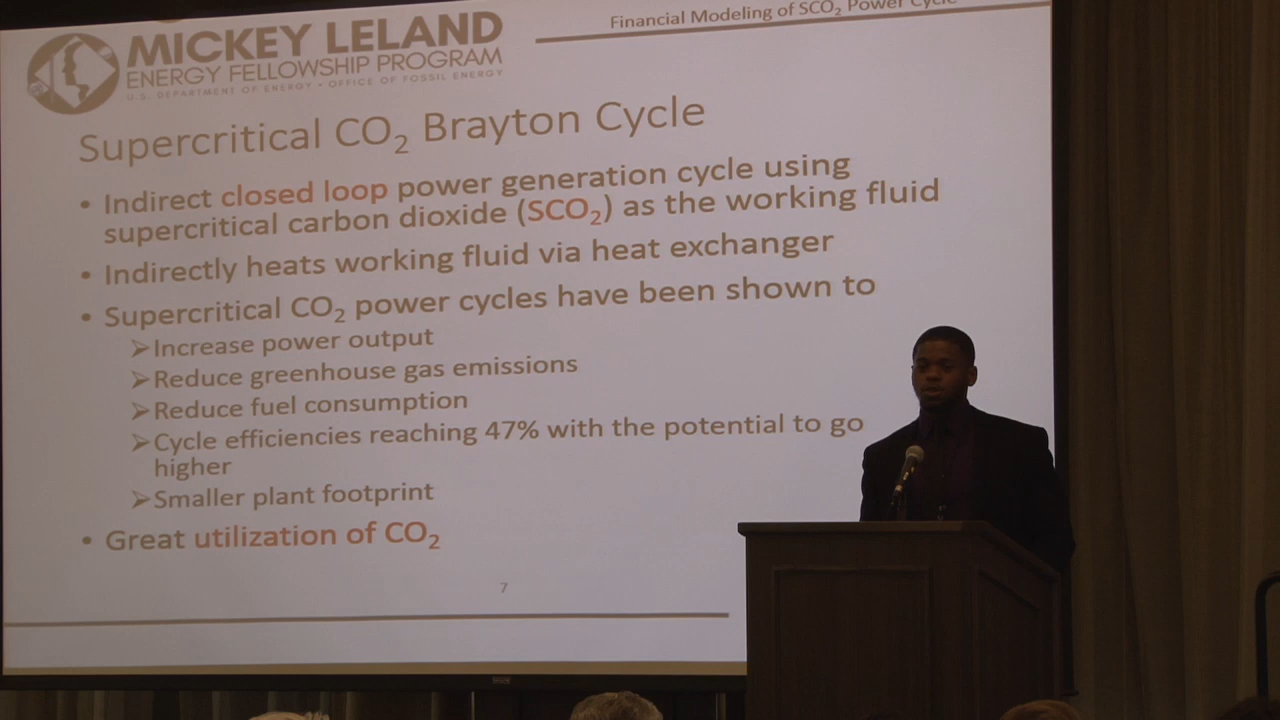 MICKEY LELAND
ENERGY FELLOWSHIP PROGRAM
U.S. DEPARTMENT OF ENERGY • OFFICE OF FOSSIL ENERGY
Financial Modeling of SCO₂ Power Cycle
Supercritical CO₂ Brayton Cycle
• Indirect closed loop power generation cycle using
supercritical carbon dioxide (SCO₂) as the working fluid
• Indirectly heats working fluid via heat exchanger
• Supercritical CO₂ power cycles have been shown to
➢Increase power output
➢Reduce greenhouse gas emissions
➢Reduce fuel consumption
➢Cycle efficiencies reaching 47% with the potential to go
higher
➢Smaller plant footprint
• Great utilization of CO₂
7